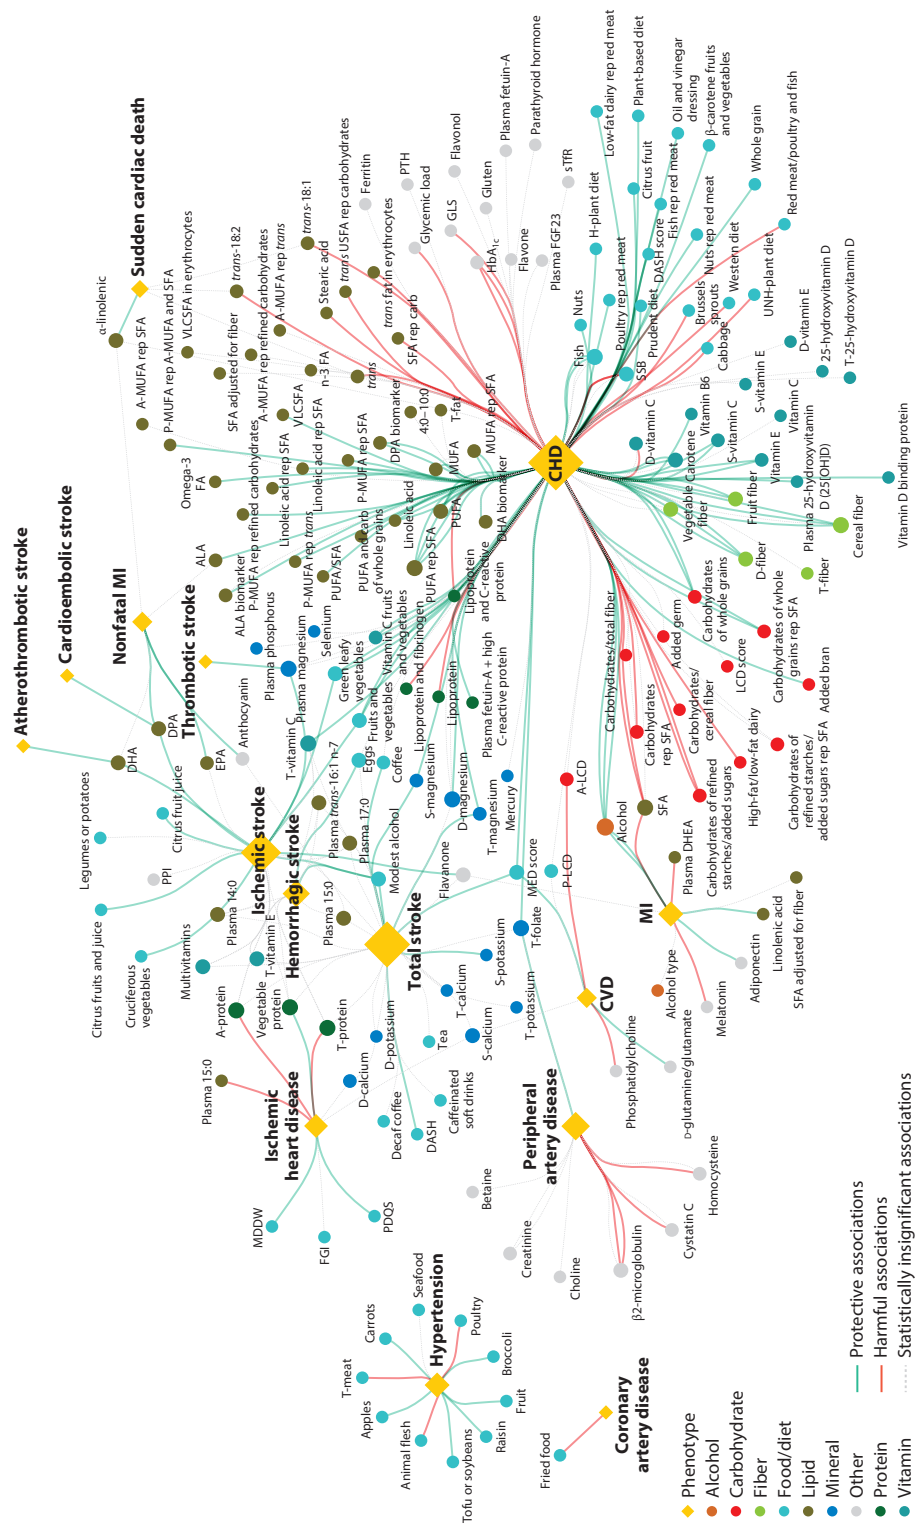 Atherothrombotic stroke
Cardioembolic stroke
Nonfatal MI
Thrombotic stroke
Sudden cardiac death
α-linolenic
A-MUFA rep SFA
P-MUFA rep A-MUFA and SFA
VLCSFA in erythrocytes
trans-18:2
SFA adjusted for fiber
A-MUFA rep refined carbohydrates
A-MUFA rep trans
trans-18:1
Stearic acid
trans USFA rep carbohydrates
trans fat in erythrocytes
SFA rep carb
n-3 FA
trans
VLCSFA
Omega-3
FA
P-MUFA rep refined carbohydrates
Linoleic acid rep SFA
Linoleic acid rep SFA
P-MUFA rep SFA
DPA biomarker
4:0–10:0
T-fat
MUFA
MUFA rep SFA
ALA
ALA biomarker
P-MUFA rep trans
PUFA/SFA
PUFA and carb
of whole grains
Linoleic acid
PUFA rep SFA
PUFA
DHA biomarker
Ferritin
PTH
Glycemic load
Flavonol
GLS
Gluten
Plasma fetuin-A
Parathyroid hormone
HbA1c
Flavone
Plasma FGF23
sTfR
Low-fat dairy rep red meat
Plant-based diet
Oil and vinegar
dressing
β-carotene fruits
and vegetables
Whole grain
Red meat/poultry and fish
H-plant diet
Citrus fruit
Fish rep red meat
DASH score
Nuts rep red meat
Western diet
UNH-plant diet
Nuts
Poultry rep red meat
Prudent diet
Brussels
sprouts
Cabbage
Fish
SSB
CHD
D-vitamin C
Vitamin B6
Carotene
S-vitamin C
S-vitamin E
Vitamin C
Vitamin E
D-vitamin E
25-hydroxyvitamin D
T-25-hydroxyvitamin D
Plasma 25-hydroxyvitamin
D (25[OH]D)
Vitamin D binding protein
Vegetable
fiber
Fruit fiber
D-fiber
T-fiber
Cereal fiber
Plasma phosphorus
Plasma magnesium
Selenium
Green leafy
vegetables
Vitamin C fruits
and vegetables
Lipoprotein
and C-reactive
protein
Lipoprotein and fibrinogen
Lipoprotein
Plasma fetuin-A + high
C-reactive protein
Fruits and
vegetables
Eggs
Coffee
S-magnesium
D-magnesium
T-magnesium
Mercury
Carbohydrates/total fiber
Added germ
Carbohydrates
of whole grains
Carbohydrates of whole
grains rep SFA
LCD score
Added bran
Carbohydrates
rep SFA
Carbohydrates/
cereal fiber
High-fat/low-fat dairy
Carbohydrates of
refined starches/
added sugars rep SFA
Carbohydrates of refined
starches/added sugars
Alcohol
SFA
Plasma DHEA
A-LCD
P-LCD
MED score
DHA
DPA
EPA
Anthocyanin
T-vitamin C
Legumes or potatoes
Citrus fruit juice
PPI
Citrus fruits and juice
Cruciferous
vegetables
Ischemic stroke
Hemorrhagic stroke
Plasma trans-16:1 n-7
Plasma 17:0
Modest alcohol
Flavanone
Plasma 14:0
Plasma 15:0
Multivitamins
T-vitamin E
Total stroke
T-folate
S-potassium
T-calcium
T-potassium
S-calcium
D-potassium
Tea
D-calcium
A-protein
Vegetable
protein
T-protein
Plasma 15:0
Ischemic
heart disease
Decaf coffee
DASH
Caffeinated
soft drinks
MDDW
FGI
PDQS
MI
Alcohol type
Melatonin
Adiponectin
Linolenic acid
SFA adjusted for fiber
CVD
Phosphatidylcholine
D-glutamine/glutamate
Peripheral
artery disease
Betaine
Creatinine
Choline
β2-microglobulin
Cystatin C
Homocysteine
Hypertension
Seafood
Carrots
T-meat
Apples
Animal flesh
Tofu or soybeans
Raisin
Fruit
Broccoli
Poultry
Coronary
artery disease
Fried food
Phenotype
Alcohol
Carbohydrate
Fiber
Food/diet
Lipid
Mineral
Other
Protein
Vitamin
Protective associations
Harmful associations
Statistically insignificant associations